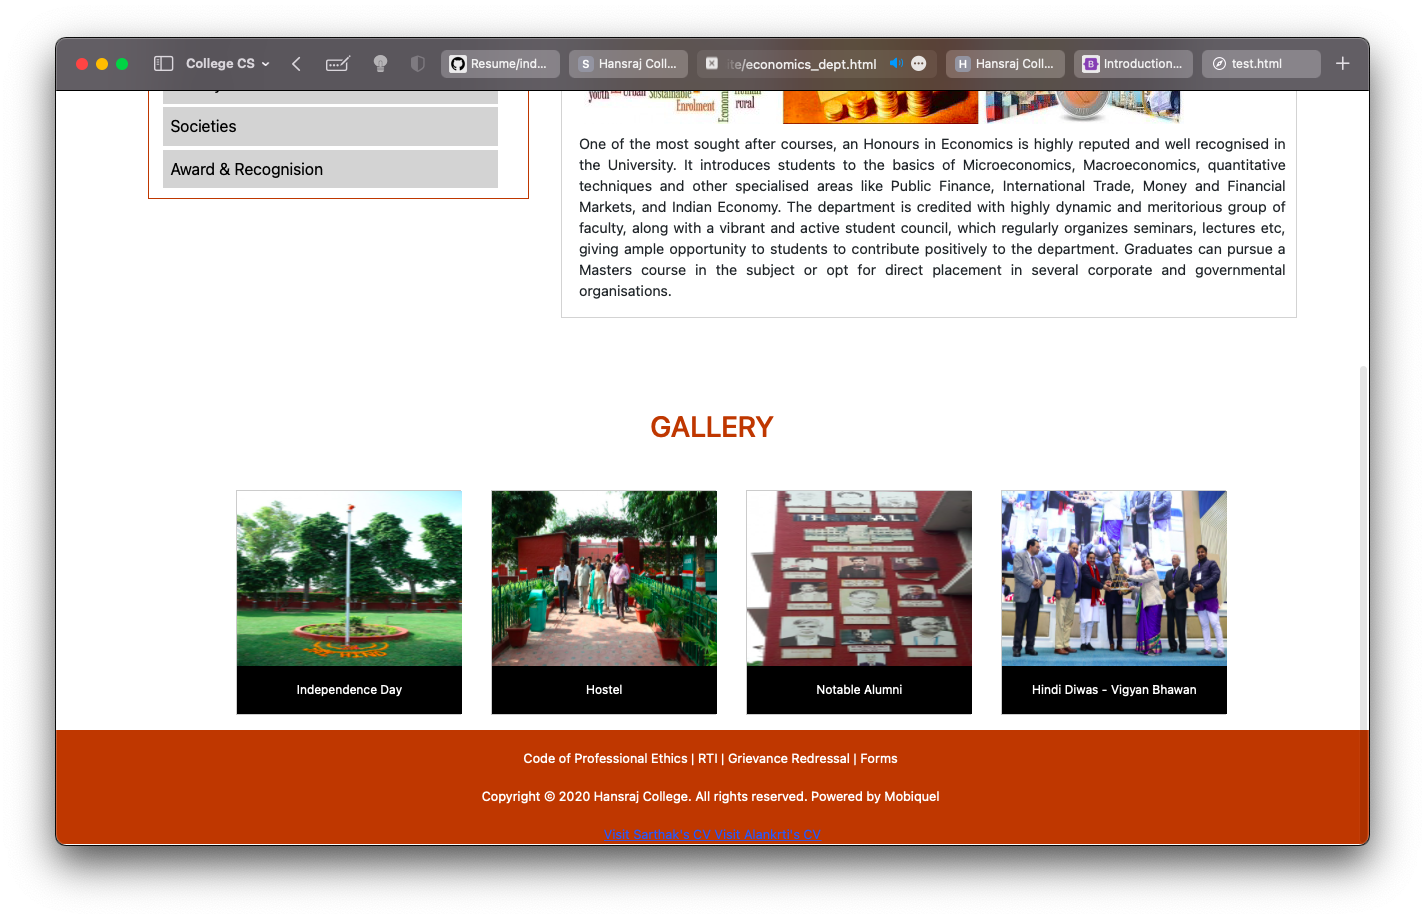 College CS
Resume/ind...
S Hansraj Coll...
te/economics_dept.html
H Hansraj Coll...
B Introduction...
test.html
youth
Urban
Sustainable
Enrolment
Economic
rural
Societies
Award & Recognision
One of the most sought after courses, an Honours in Economics is highly reputed and well recognised in
the University. It introduces students to the basics of Microeconomics, Macroeconomics, quantitative
techniques and other specialised areas like Public Finance, International Trade, Money and Financial
Markets, and Indian Economy. The department is credited with highly dynamic and meritorious group of
faculty, along with a vibrant and active student council, which regularly organizes seminars, lectures etc,
giving ample opportunity to students to contribute positively to the department. Graduates can pursue a
Masters course in the subject or opt for direct placement in several corporate and governmental
organisations.
GALLERY
Independence Day
Hostel
Notable Alumni
Hindi Diwas - Vigyan Bhawan
Code of Professional Ethics | RTI | Grievance Redressal | Forms
Copyright © 2020 Hansraj College. All rights reserved. Powered by Mobiquel
Visit Sarthak's CV Visit Alankrit's CV